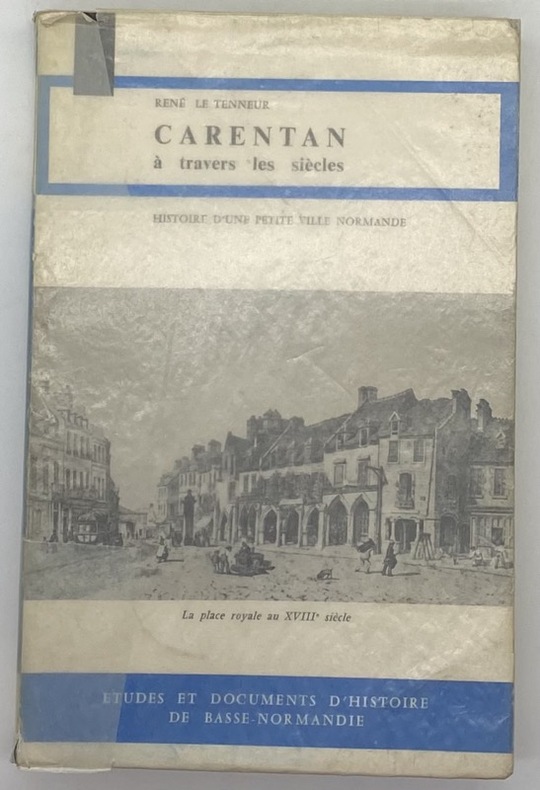 RENÉ LE TENNEUR
CARENTAN
à travers les siècles
HISTOIRE D'UNE PETITE VILLE NORMANDE
La place royale au XVIIIe siècle
ETUDES ET DOCUMENTS D'HISTOIRE
DE BASSE-NORMANDIE